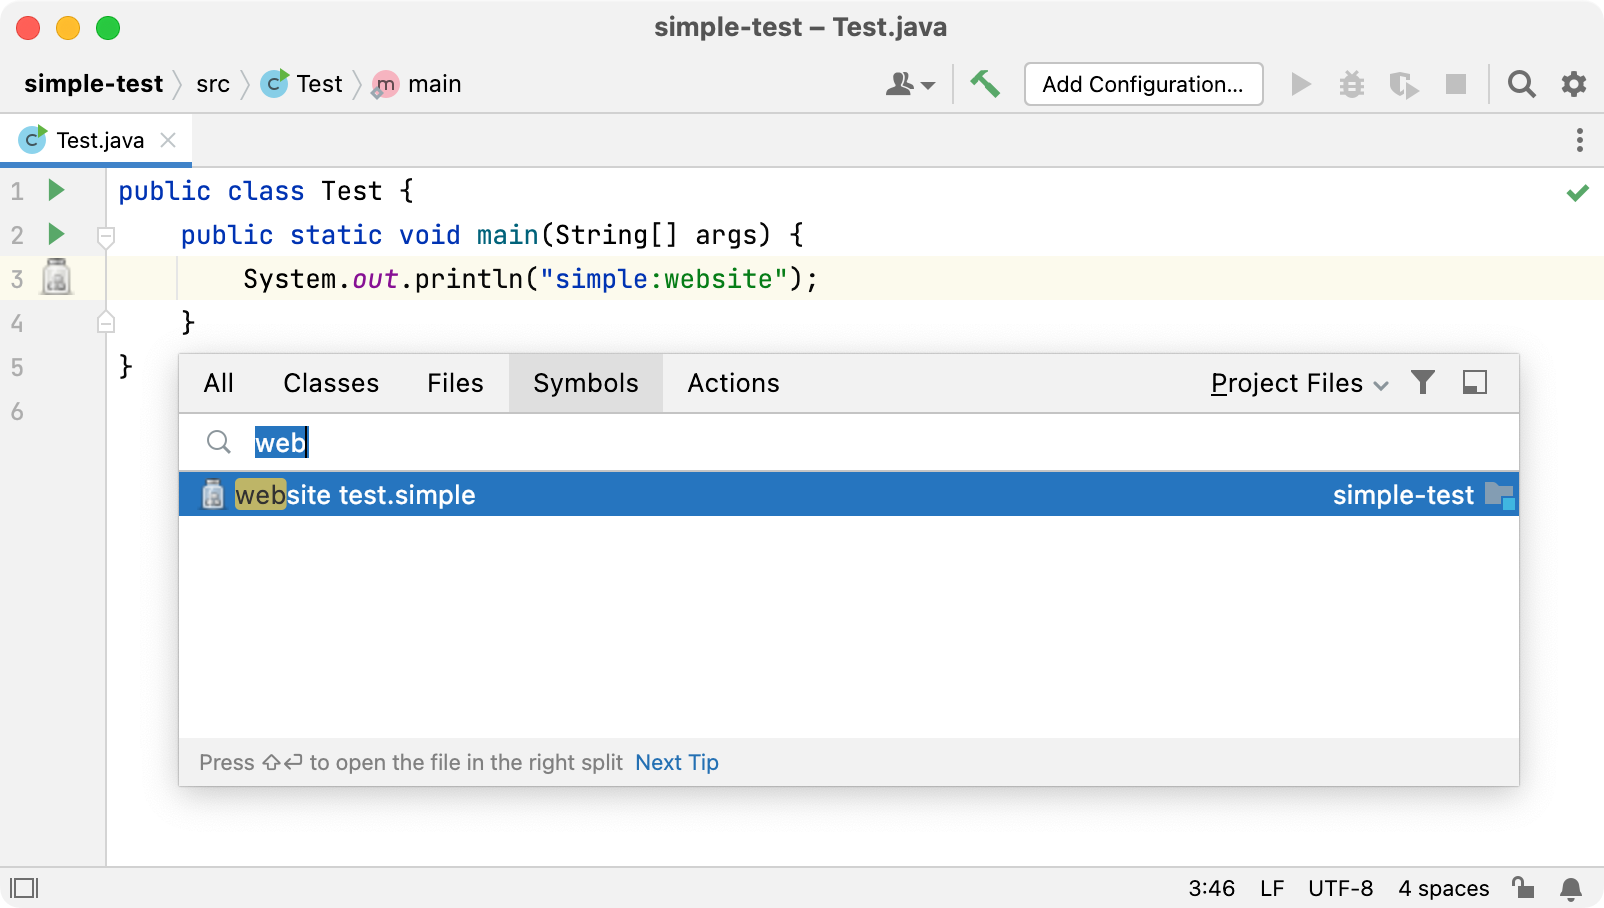 simple-test – Test.java
simple-test src C Test m main Add Configuration...
C Test.java
1 public class Test {
2 public static void main(String[] args) {
3 System.out.println("simple:website");
4 }
5 }
6
All Classes Files Symbols Actions Project Files
web
website test.simple simple-test
Press ⇧⏎ to open the file in the right split Next Tip
3:46 LF UTF-8 4 spaces